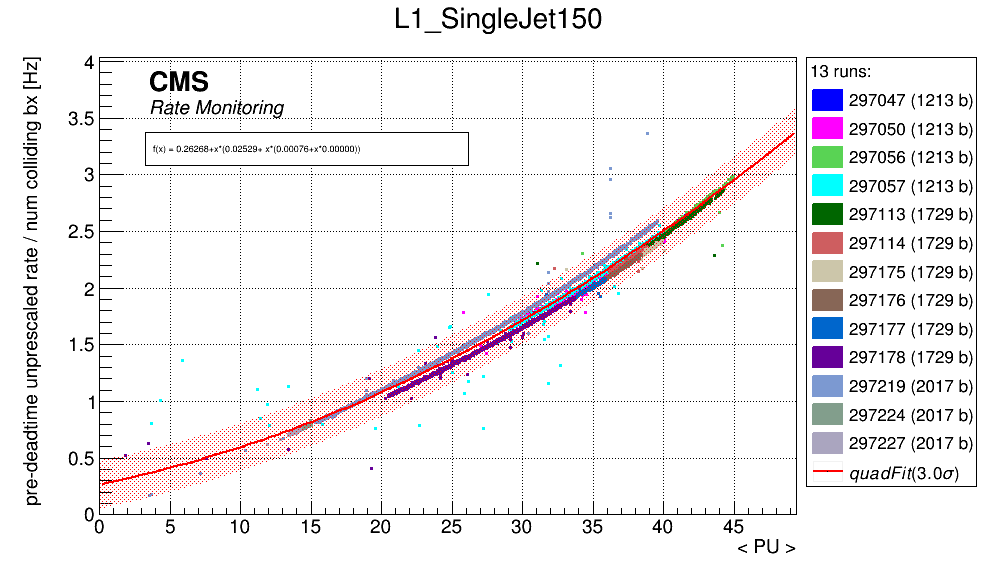 L1_SingleJet150
pre-deadtime unprescaled rate / num colliding bx [Hz]
4
3.5
3
2.5
2
1.5
1
0.5
0
CMS
Rate Monitoring
f(x) = 0.26268+x*(0.02529+ x*(0.00076+x*0.00000))
0 5 10 15 20 25 30 35 40 45
< PU >
13 runs:
297047 (1213 b)
297050 (1213 b)
297056 (1213 b)
297057 (1213 b)
297113 (1729 b)
297114 (1729 b)
297175 (1729 b)
297176 (1729 b)
297177 (1729 b)
297178 (1729 b)
297219 (2017 b)
297224 (2017 b)
297227 (2017 b)
quadFit(3.0σ)